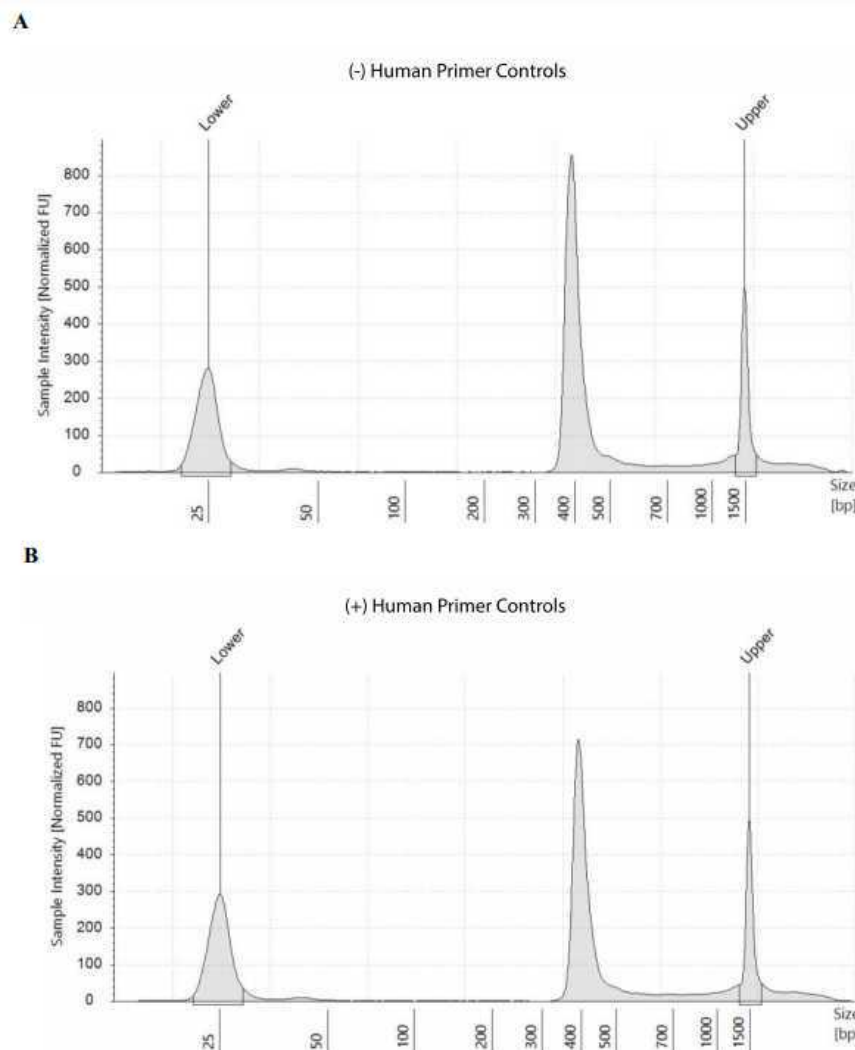 A
(-) Human Primer Controls
Lower
Upper
Sample Intensity [Normalized FU]
800
700
600
500
400
300
200
100
0
25
50
100
200
300
400
500
700
1000
1500
Size
[bp]
B
(+) Human Primer Controls
Lower
Upper
Sample Intensity [Normalized FU]
800
700
600
500
400
300
200
100
0
25
50
100
200
300
400
500
700
1000
1500
Size
[bp